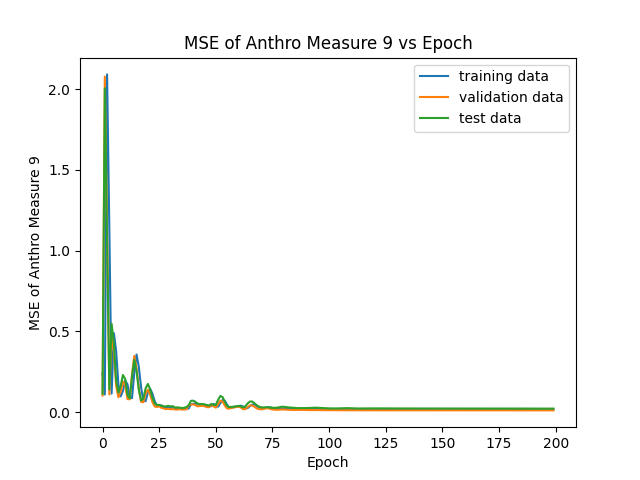 MSE of Anthro Measure 9 vs Epoch
training data
validation data
test data
MSE of Anthro Measure 9
2.0
1.5
1.0
0.5
0.0
0 25 50 75 100 125 150 175 200
Epoch